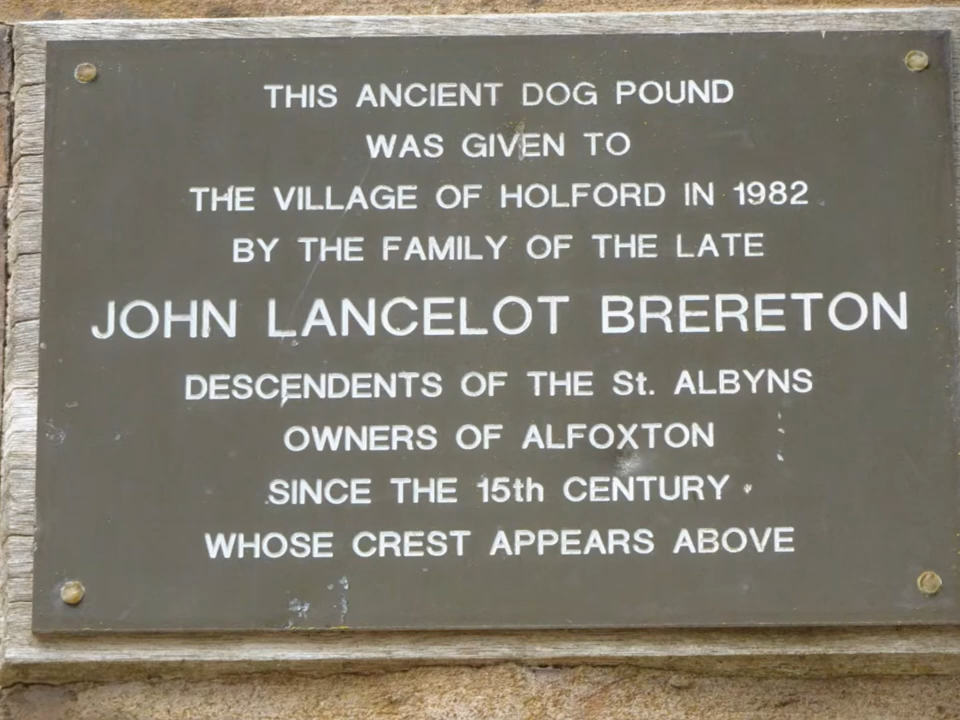 THIS ANCIENT DOG POUND
WAS GIVEN TO
THE VILLAGE OF HOLFORD IN 1982
BY THE FAMILY OF THE LATE
JOHN LANCELOT BRERETON
DESCENDENTS OF THE St. ALBYNS
OWNERS OF ALFOXTON
SINCE THE 15th CENTURY
WHOSE CREST APPEARS ABOVE